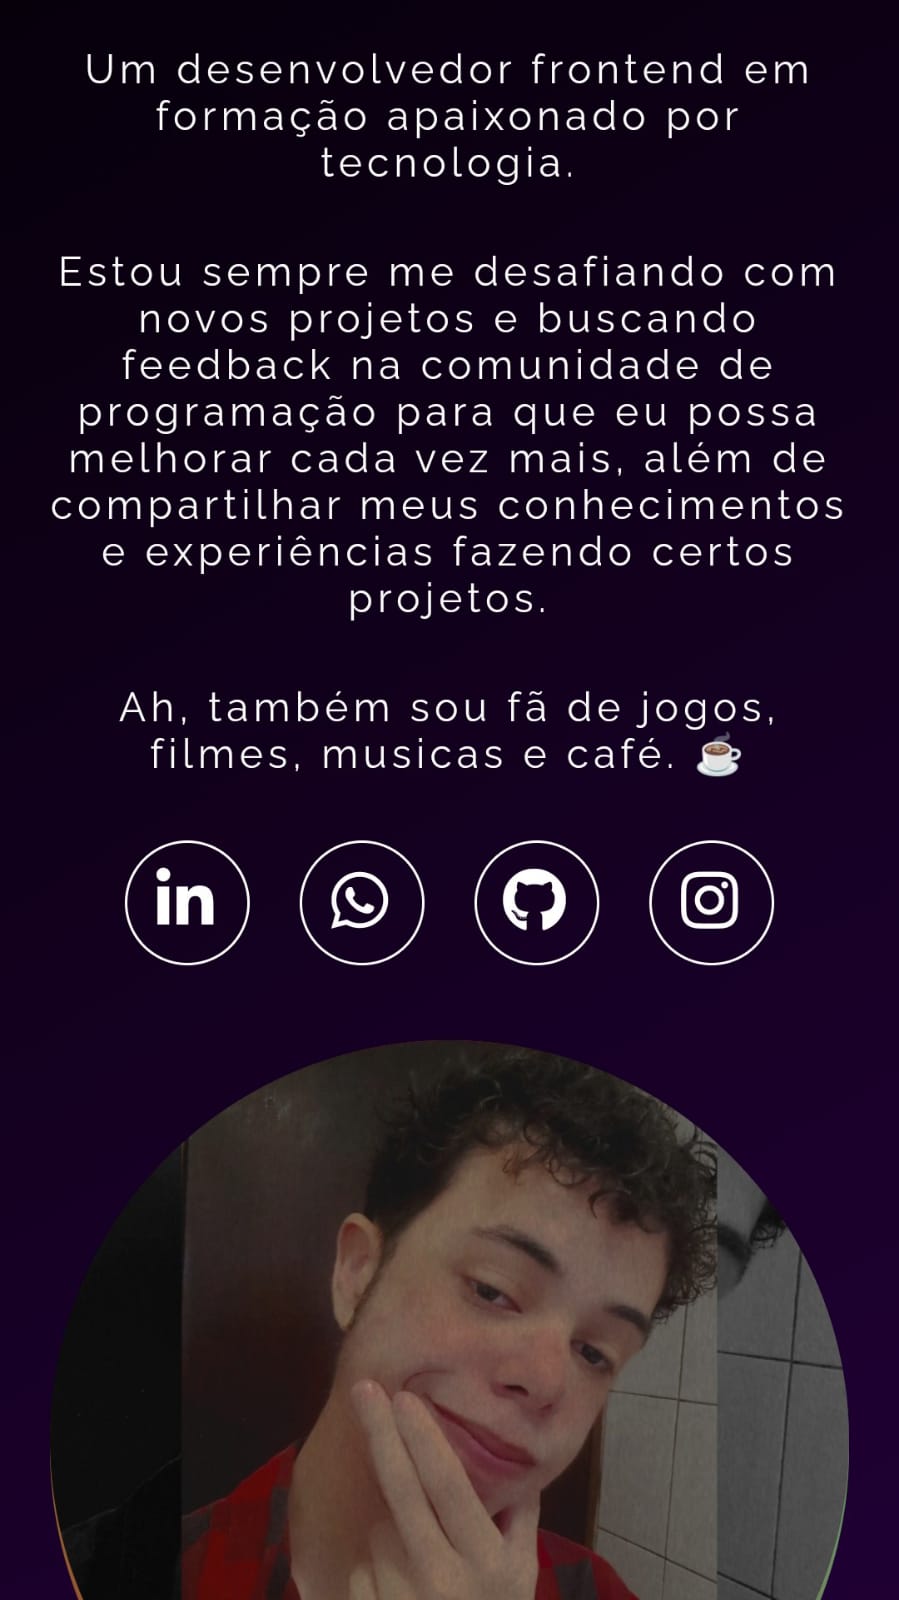 Um desenvolvedor frontend em
formação apaixonado por
tecnologia.
Estou sempre me desafiando com
novos projetos e buscando
feedback na comunidade de
programação para que eu possa
melhorar cada vez mais, além de
compartilhar meus conhecimentos
e experiências fazendo certos
projetos.
Ah, também sou fã de jogos,
filmes, musicas e café. ☕
in